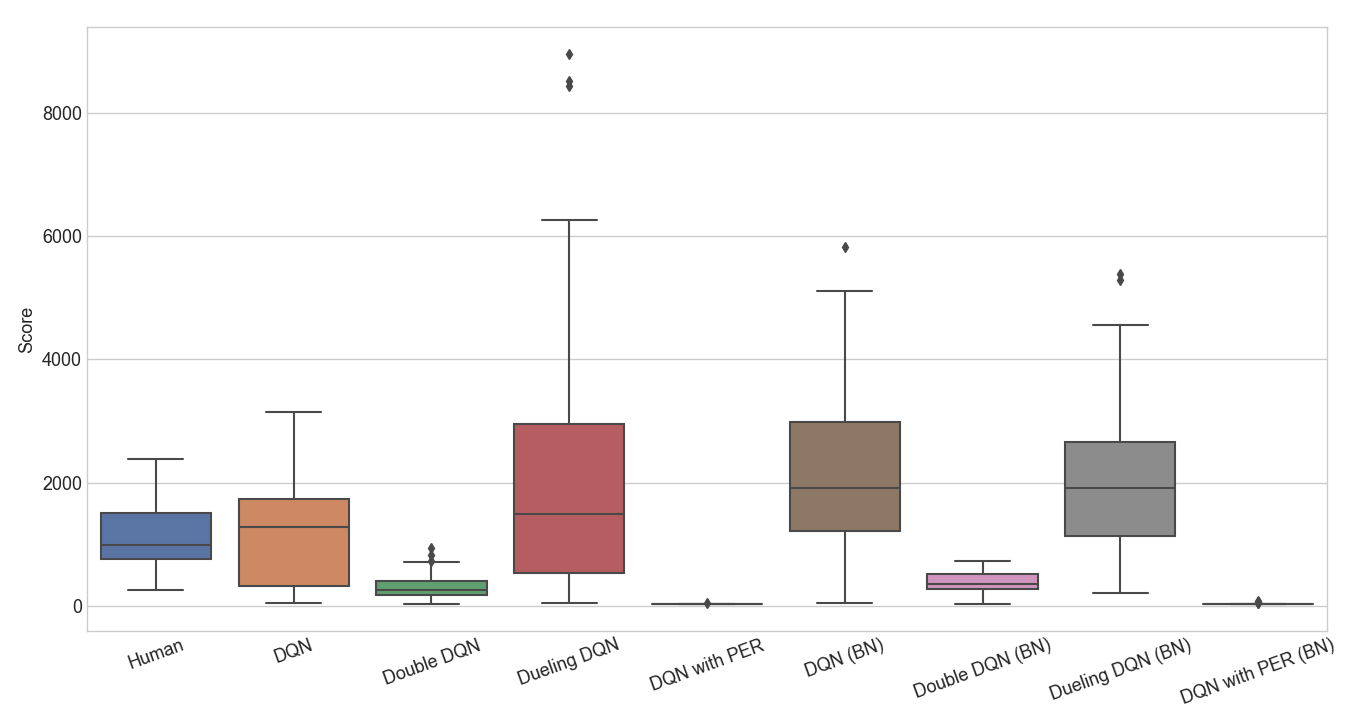 8000
6000
4000
2000
0
Score
Human
DQN
Double DQN
Dueling DQN
DQN with PER
DQN (BN)
Double DQN (BN)
Dueling DQN (BN)
DQN with PER (BN)